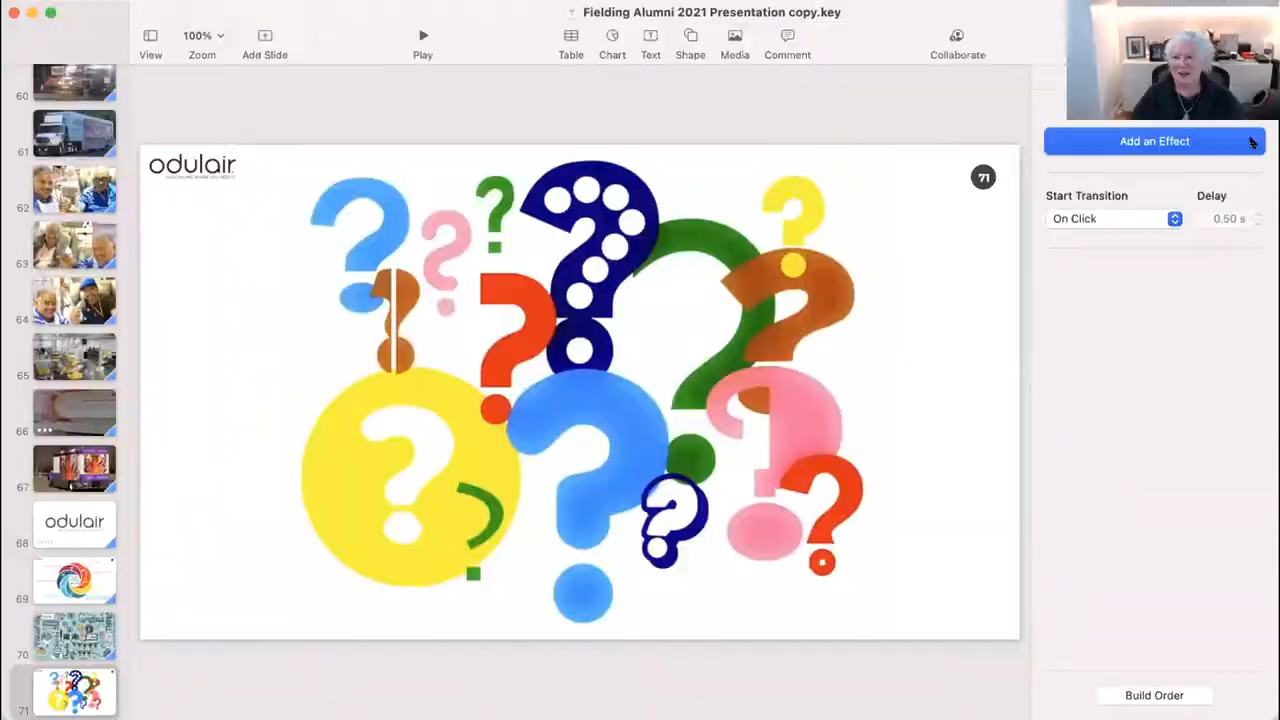 Fielding Alumni 2021 Presentation copy.key
100%
View
Zoom
Add Slide
Play
Table
Chart
Text
Shape
Media
Comment
Collaborate
Add an Effect
Start Transition
Delay
On Click
0.50 s
odulair
71
? ? ? ? ? ? ? ? ? ? ? ? ? ? ?
60
61
62
63
64
65
66
67
odulair
68
69
70
71
Build Order